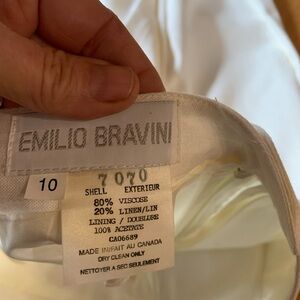 EMILIO BRAVINI
10
7070
SHELL EXTERIEUR
80% VISCOSE
20% LINEN/LIN
LINING / DOUBLURE
100% ACETATE
CA06689
MADE IN/FAIT AU CANADA
DRY CLEAN ONLY
NETTOYER A SEC SEULEMENT